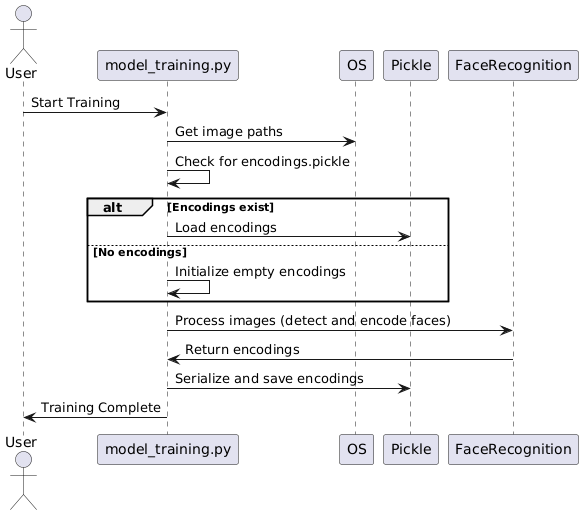 User
model_training.py
OS
Pickle
FaceRecognition
Start Training
Get image paths
Check for encodings.pickle
alt
[Encodings exist]
Load encodings
[No encodings]
Initialize empty encodings
Process images (detect and encode faces)
Return encodings
Serialize and save encodings
Training Complete
User
model_training.py
OS
Pickle
FaceRecognition